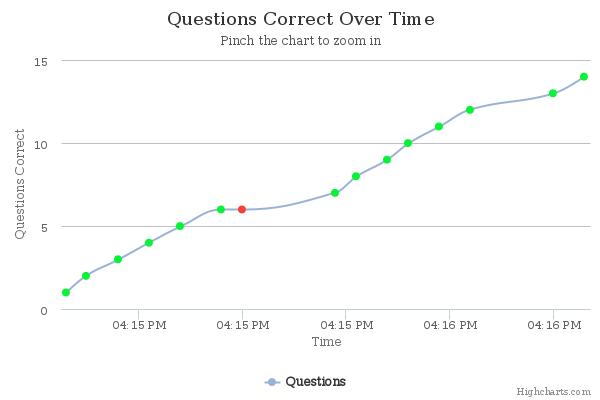 Questions Correct Over Time
Pinch the chart to zoom in
Questions Correct
15
10
5
0
04:15 PM 04:15 PM 04:15 PM 04:16 PM 04:16 PM
Time
Questions
Highcharts.com